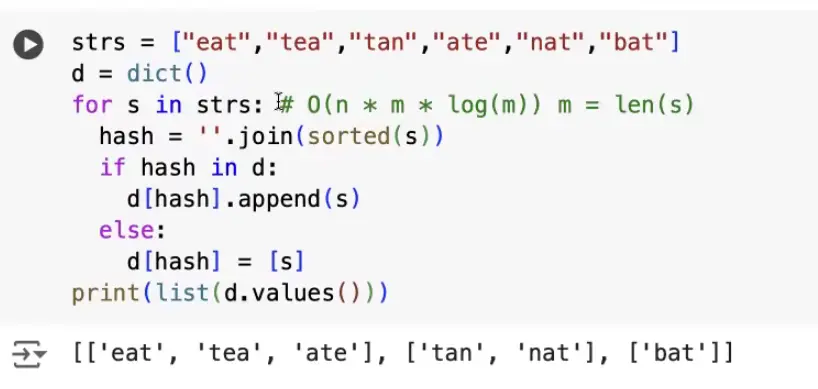 strs = ["eat","tea","tan","ate","nat","bat"]
d = dict()
for s in strs: # O(n * m * log(m)) m = len(s)
  hash = ''.join(sorted(s))
  if hash in d:
    d[hash].append(s)
  else:
    d[hash] = [s]
print(list(d.values()))
[['eat', 'tea', 'ate'], ['tan', 'nat'], ['bat']]